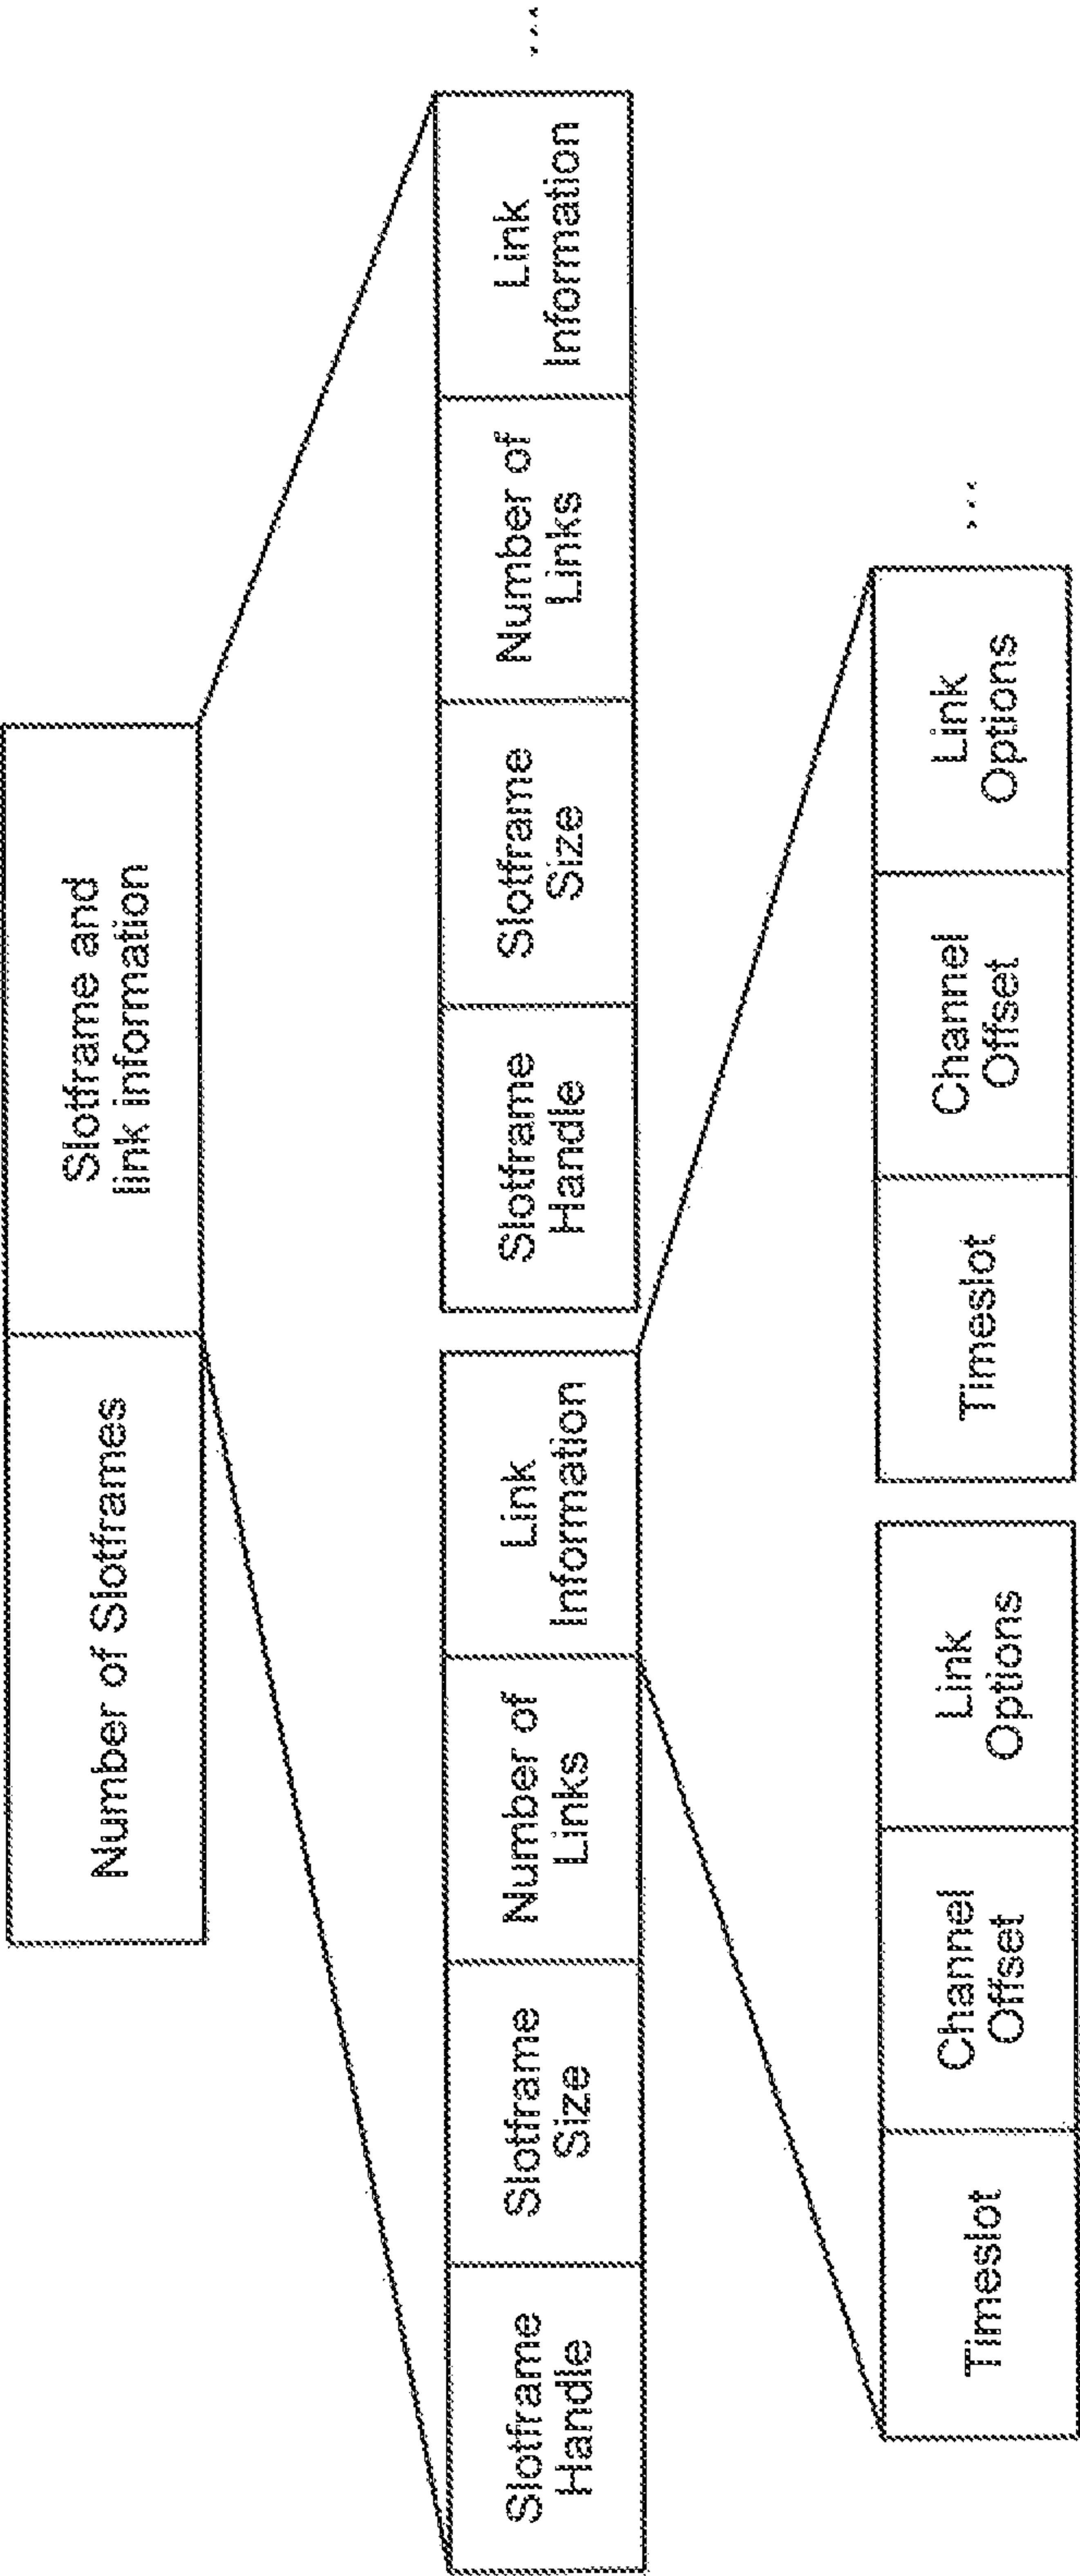 Number of Slotframes
Slotframe and
link information
Slotframe
Handle
Slotframe
Size
Number of
Links
Link
Information
Slotframe
Handle
Slotframe
Size
Number of
Links
Link
Information
...
Timeslot
Channel
Offset
Link
Options
Timeslot
Channel
Offset
Link
Options
...